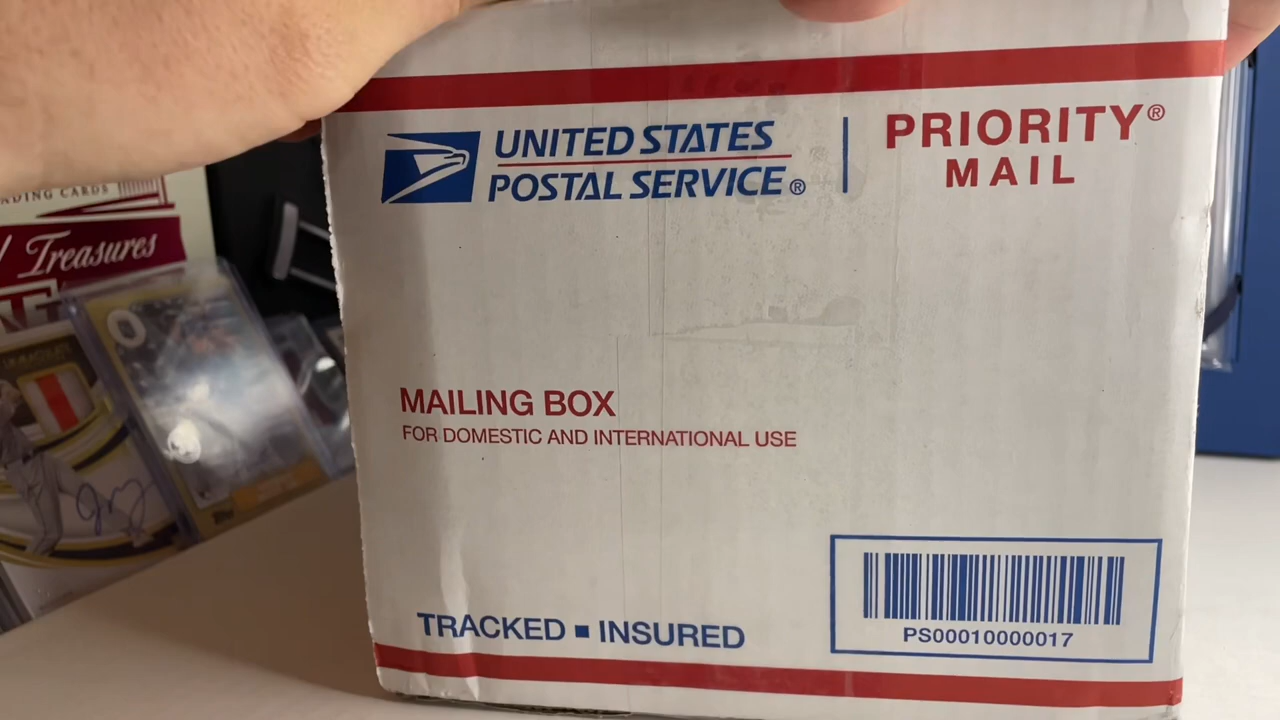 UNITED STATES
POSTAL SERVICE®
PRIORITY®
MAIL
Treasures
MAILING BOX
FOR DOMESTIC AND INTERNATIONAL USE
TRACKED ■ INSURED
PS00010000017